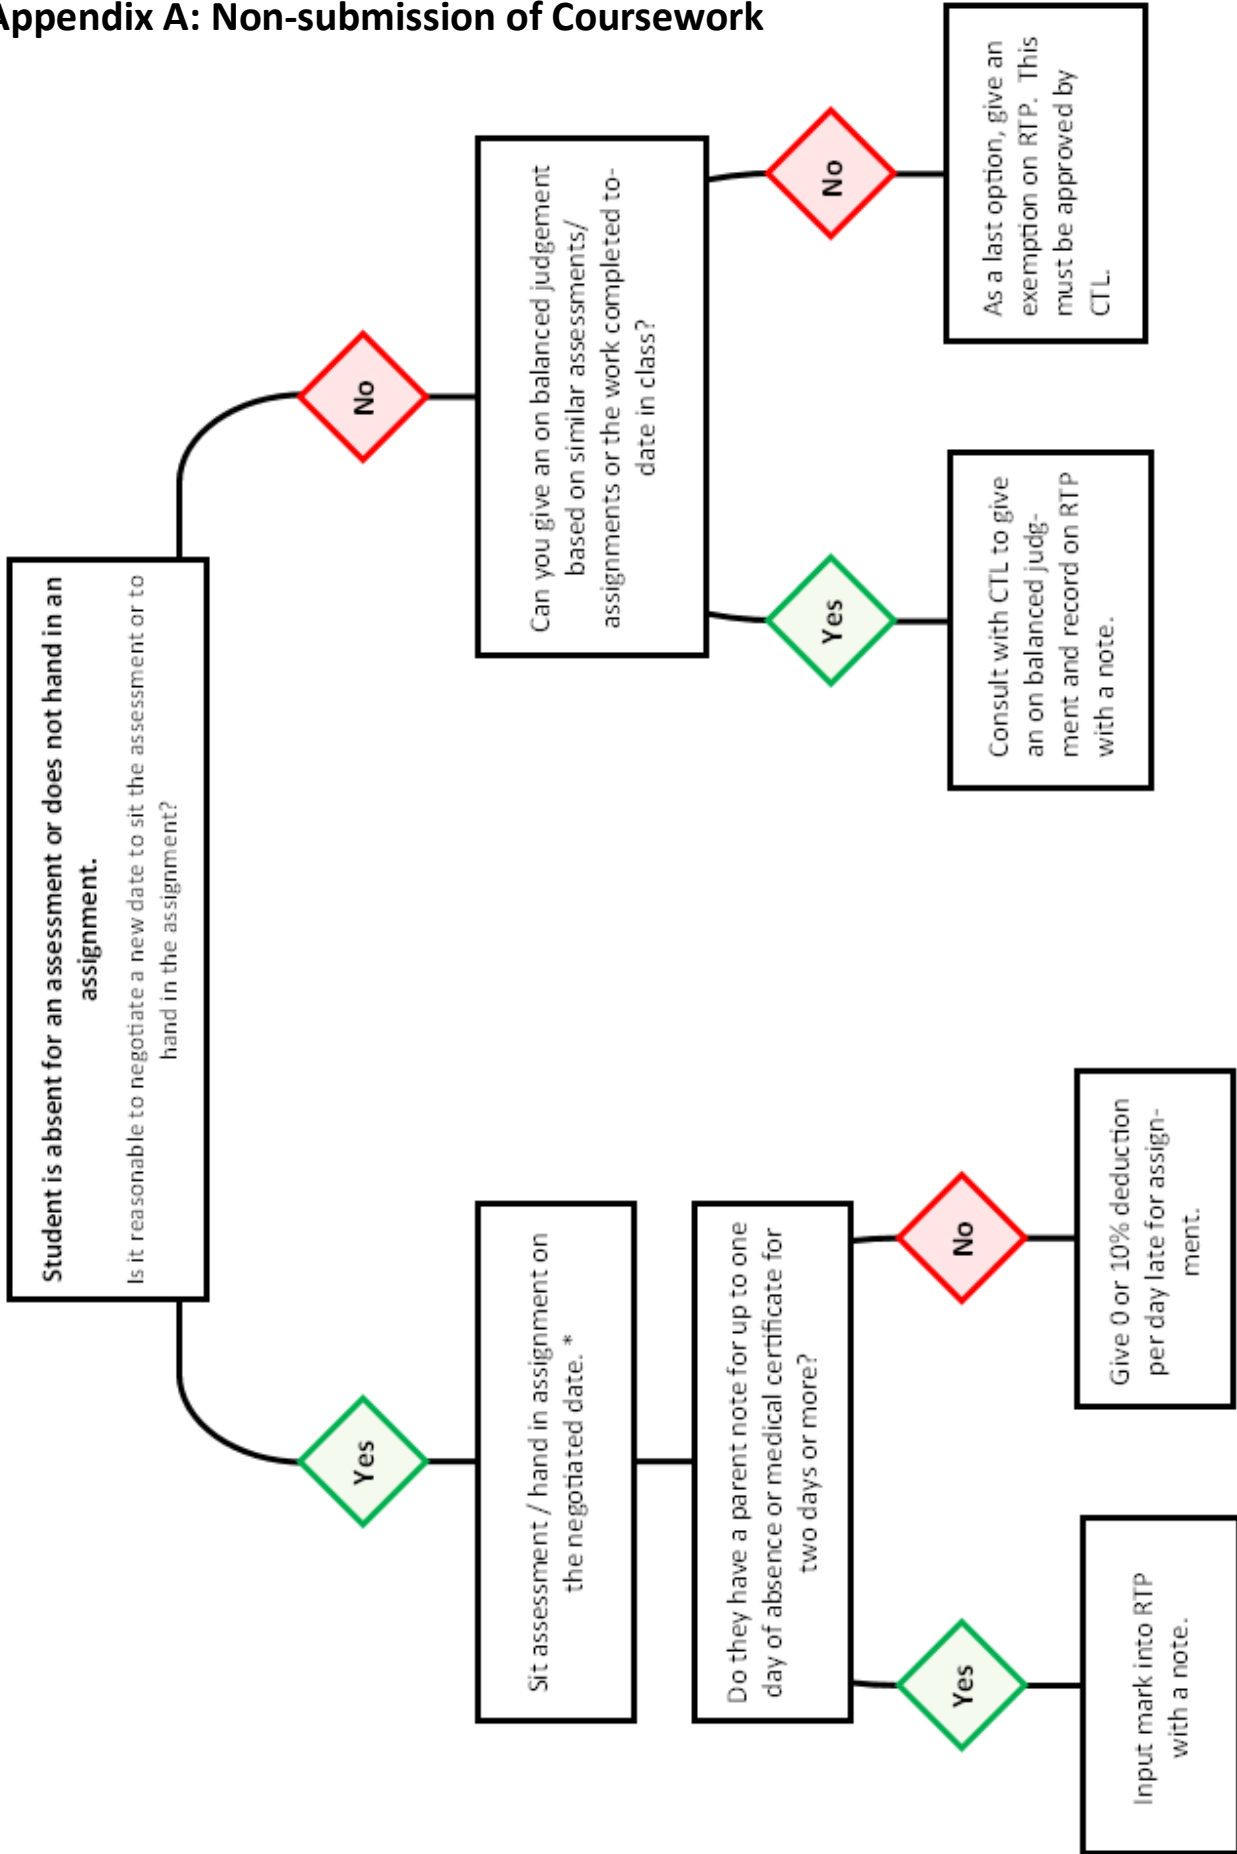 Appendix A: Non-submission of Coursework
Student is absent for an assessment or does not hand in an
assignment.
Is it reasonable to negotiate a new date to sit the assessment or to
hand in the assignment?
Yes
Sit assessment / hand in assignment on
the negotiated date. *
Do they have a parent note for up to one
day of absence or medical certificate for
two days or more?
Yes
Input mark into RTP
with a note.
No
Give 0 or 10% deduction
per day late for assign-
ment.
No
Can you give an on balanced judgement
based on similar assessments/
assignments or the work completed to-
date in class?
Yes
Consult with CTL to give
an on balanced judg-
ment and record on RTP
with a note.
No
As a last option, give an
exemption on RTP.  This
must be approved by
CTL.